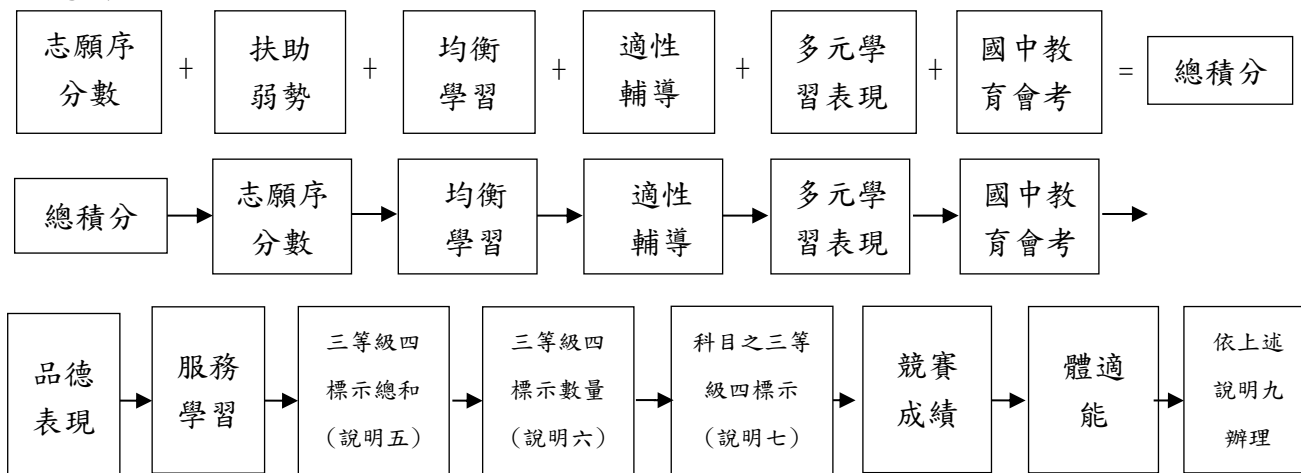 志願序
分數
+
扶助
弱勢
+
均衡
學習
+
適性
輔導
+
多元學
習表現
+
國中教
育會考
=
總積分
總積分
志願序
分數
均衡
學習
適性
輔導
多元學
習表現
國中教
育會考
品德
表現
服務
學習
三等級四
標示總和
(說明五)
三等級四
標示數量
(說明六)
科目之三等
級四標示
(說明七)
競賽
成績
體適
能
依上述
說明九
辦理